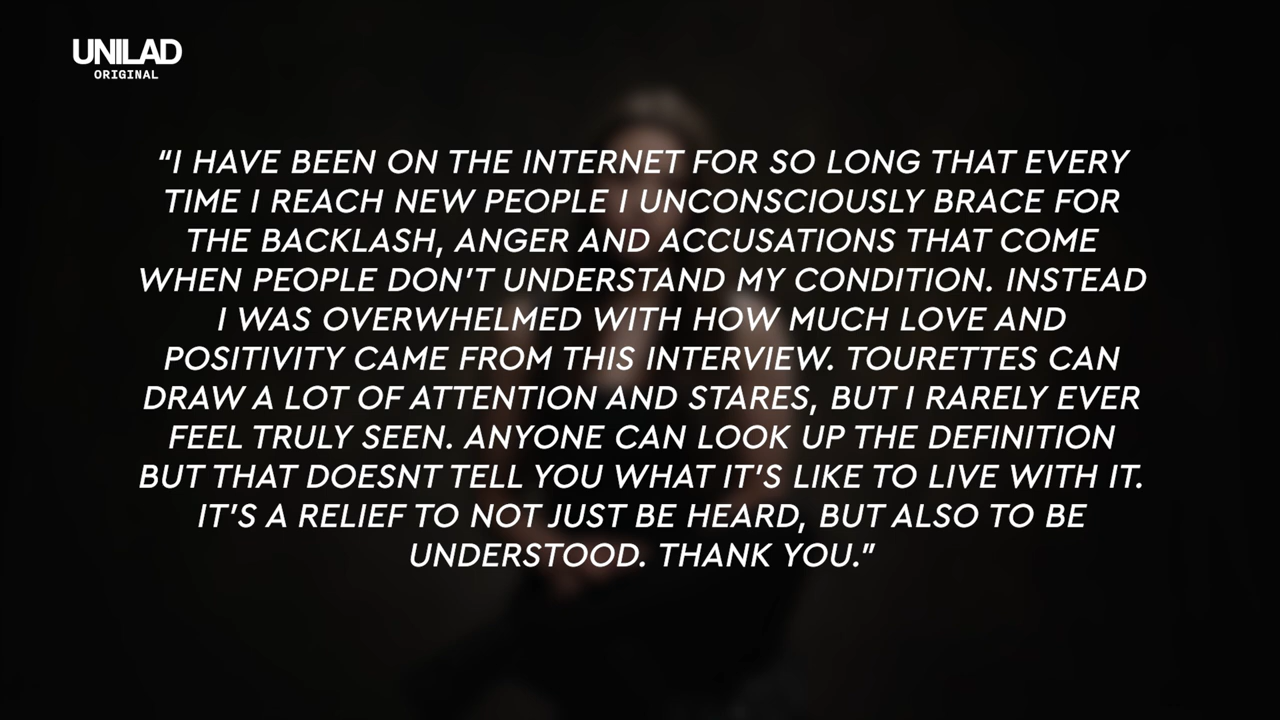 UNILAD
ORIGINAL
“I HAVE BEEN ON THE INTERNET FOR SO LONG THAT EVERY
TIME I REACH NEW PEOPLE I UNCONSCIOUSLY BRACE FOR
THE BACKLASH, ANGER AND ACCUSATIONS THAT COME
WHEN PEOPLE DON’T UNDERSTAND MY CONDITION. INSTEAD
I WAS OVERWHELMED WITH HOW MUCH LOVE AND
POSITIVITY CAME FROM THIS INTERVIEW. TOURETTES CAN
DRAW A LOT OF ATTENTION AND STARES, BUT I RARELY EVER
FEEL TRULY SEEN. ANYONE CAN LOOK UP THE DEFINITION
BUT THAT DOESNT TELL YOU WHAT IT’S LIKE TO LIVE WITH IT.
IT’S A RELIEF TO NOT JUST BE HEARD, BUT ALSO TO BE
UNDERSTOOD. THANK YOU.”